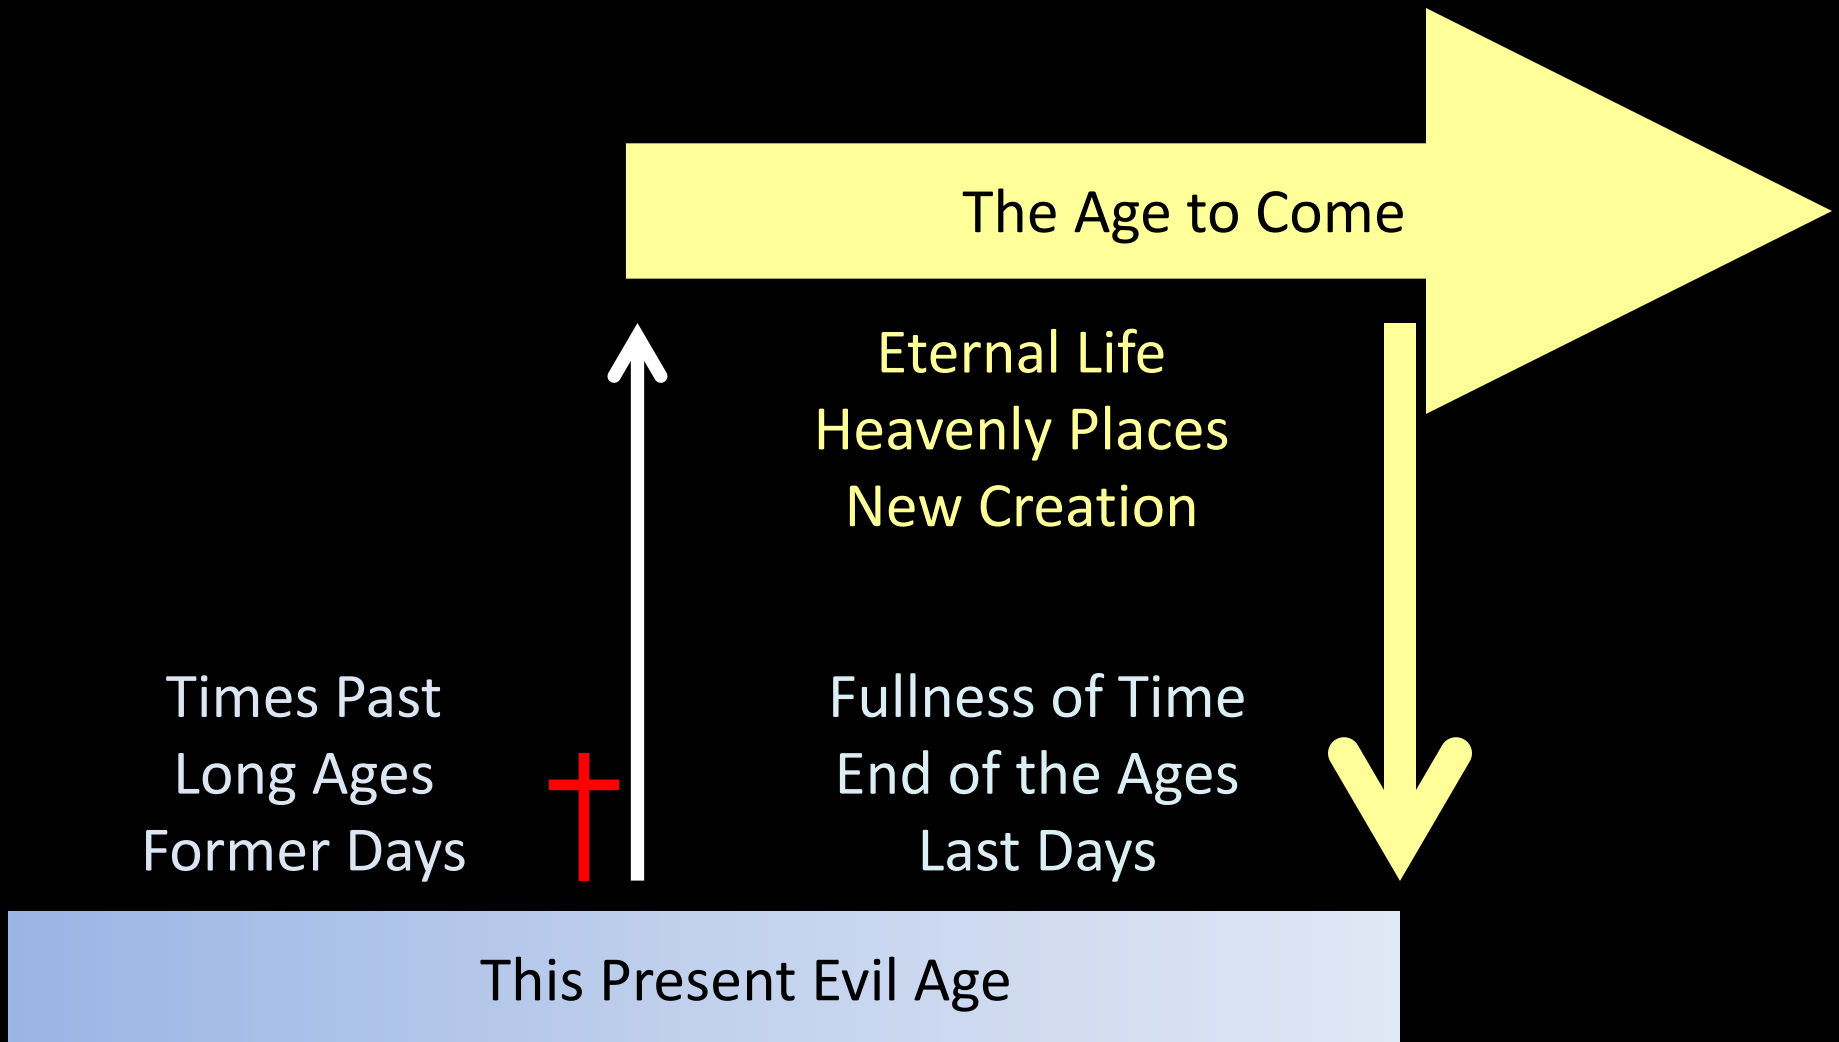 The Age to Come
Eternal Life
Heavenly Places
New Creation
Times Past
Long Ages
Former Days
Fullness of Time
End of the Ages
Last Days
This Present Evil Age